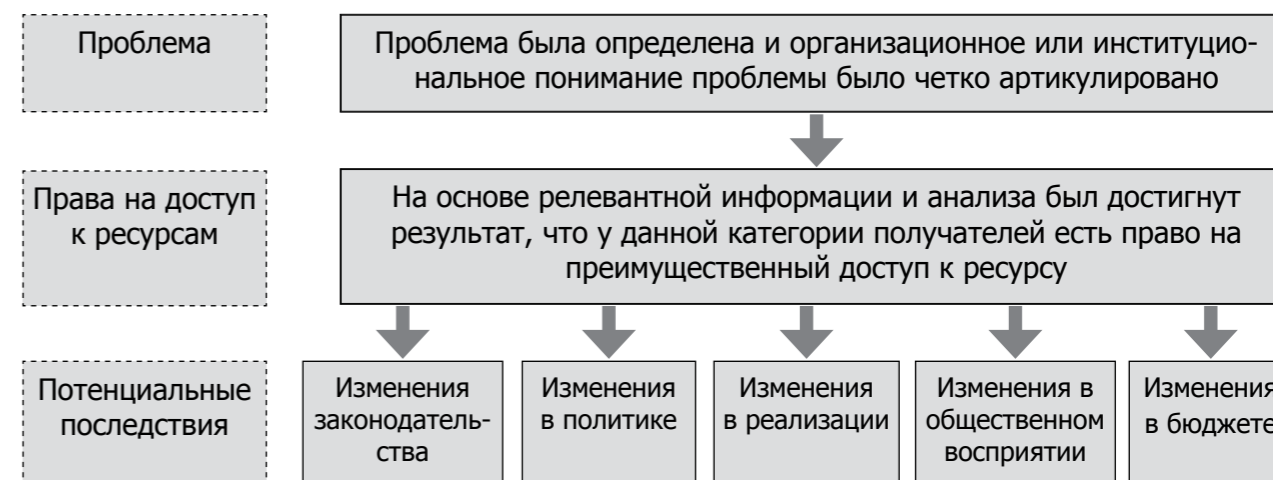 Проблема
Проблема была определена и организационное или институцио-
нальное понимание проблемы было четко артикулировано
Права на доступ
к ресурсам
На основе релевантной информации и анализа был достигнут
результат, что у данной категории получателей есть право на
преимущественный доступ к ресурсу
Потенциальные
последствия
Изменения
законодатель-
ства
Изменения
в политике
Изменения
в реализации
Изменения в
общественном
восприятии
Изменения
в бюджете